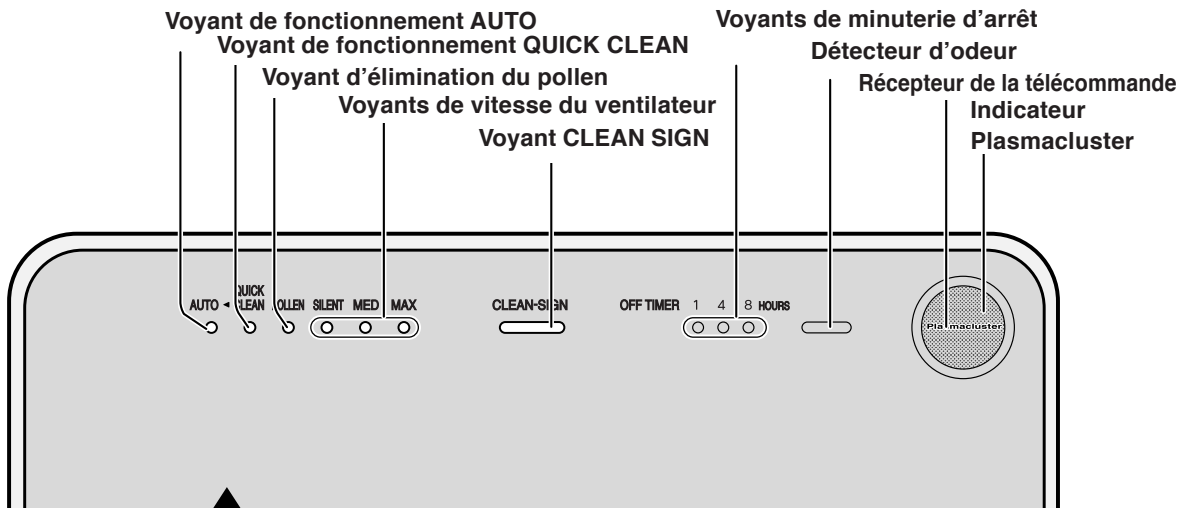 Voyant de fonctionnement AUTO
Voyant de fonctionnement QUICK CLEAN
Voyant d'élimination du pollen
Voyants de vitesse du ventilateur
Voyant CLEAN SIGN
Voyants de minuterie d'arrêt
Détecteur d'odeur
Récepteur de la télécommande
Indicateur
Plasmacluster
QUICK
AUTO ◄ CLEAN POLLEN SILENT MED MAX CLEAN-SIGN OFF TIMER 1 4 8 HOURS
Plasmacluster